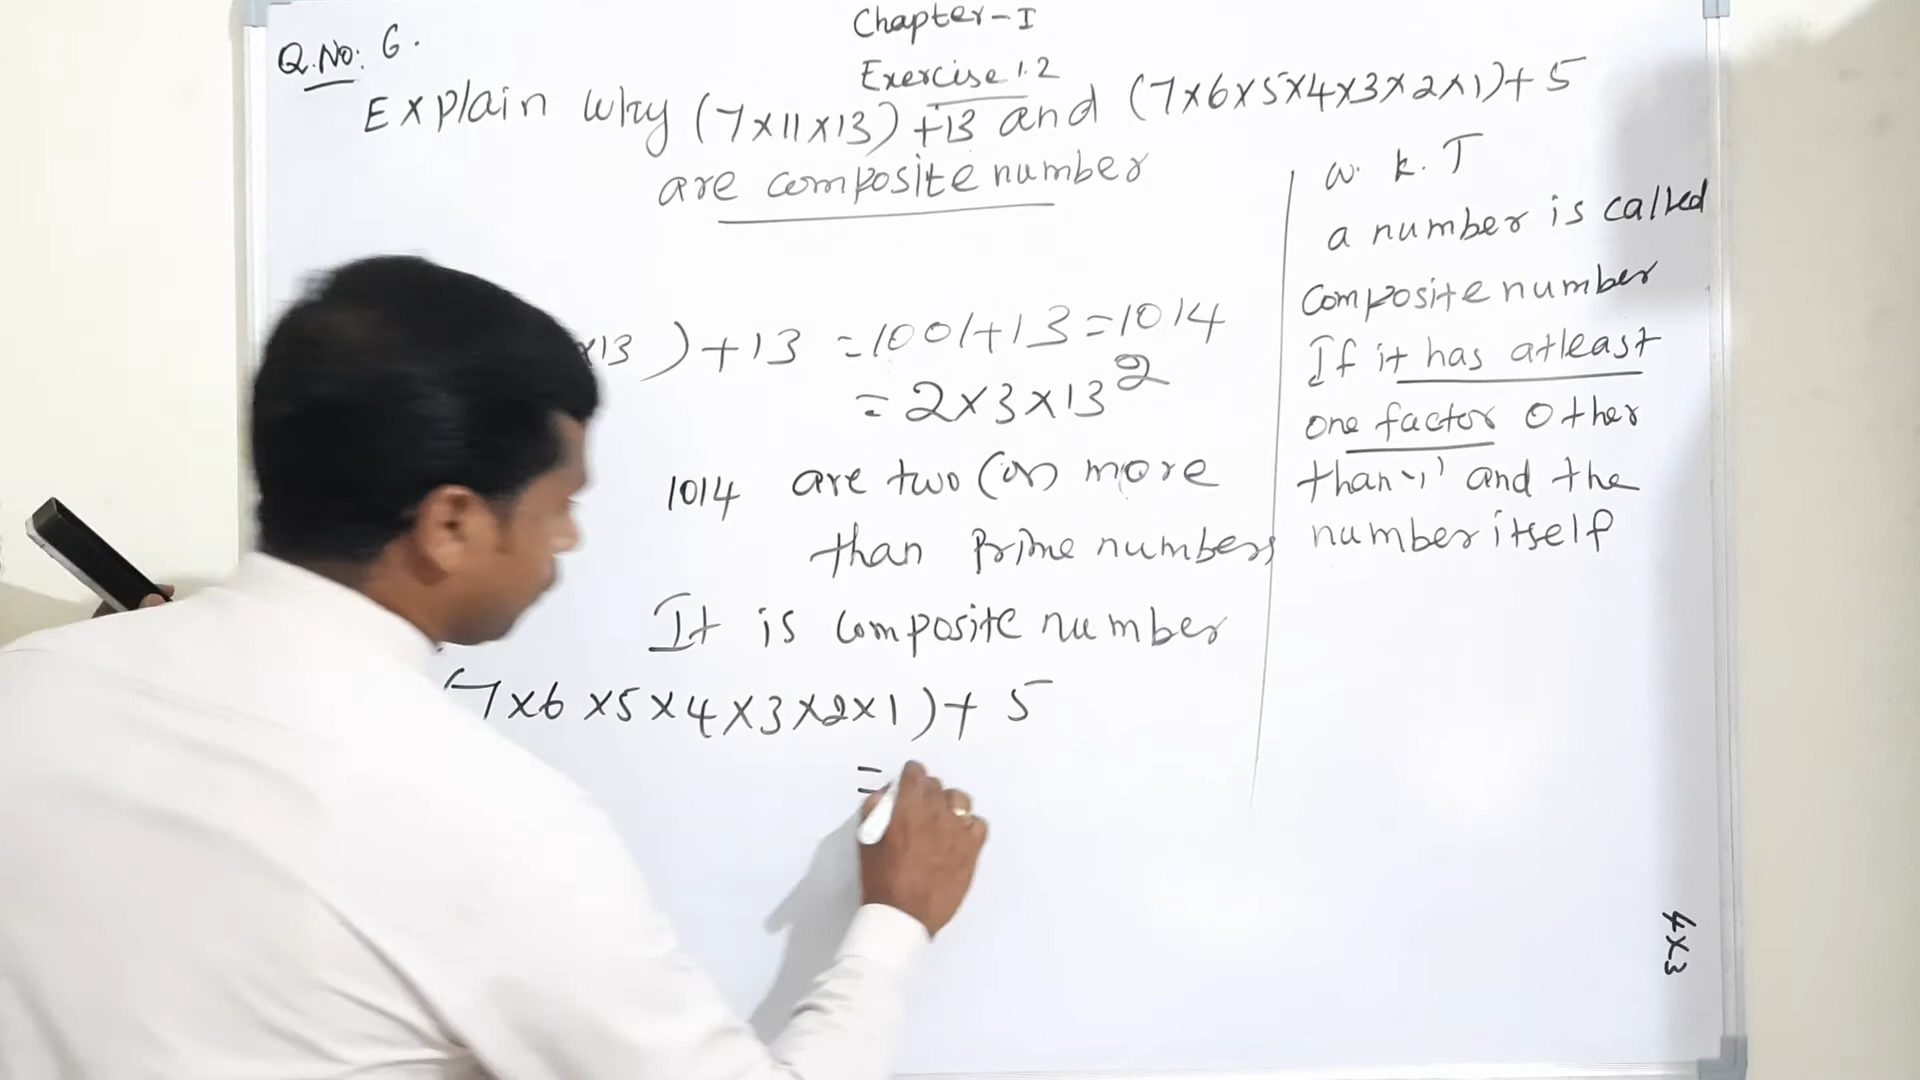 Chapter-I
Q.No: 6.
Exercise 1.2
Explain why (7×11×13)+13 and (7×6×5×4×3×2×1)+5
are composite number
×13)+13 =1001+13=1014
=2×3×13²
1014 are two (or) more
than Prime numbers
It is composite number
(7×6×5×4×3×2×1)+5
=
w.k.T
a number is called
composite number
If it has atleast
one factor other
than '1' and the
number itself
4×3